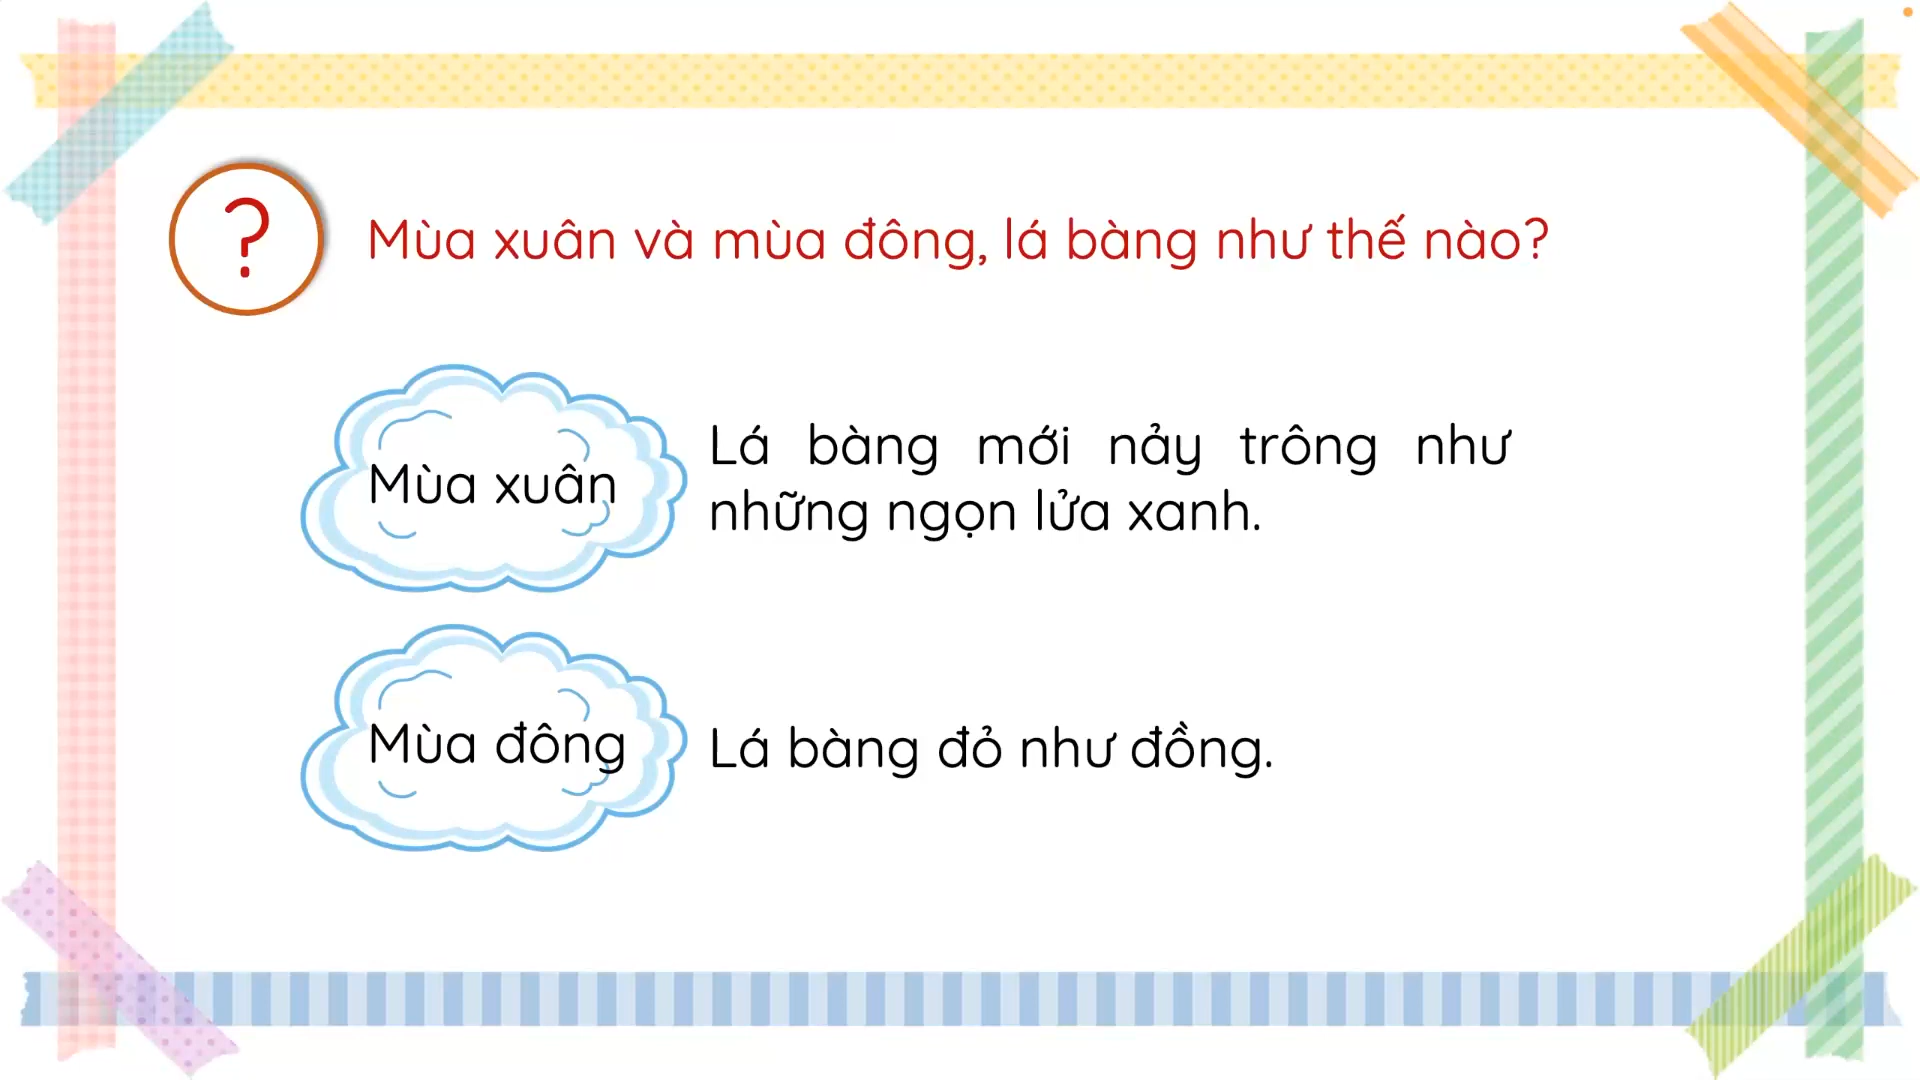 ?
Mùa xuân và mùa đông, lá bàng như thế nào?
Mùa xuân
Lá bàng mới nảy trông như
những ngọn lửa xanh.
Mùa đông
Lá bàng đỏ như đồng.